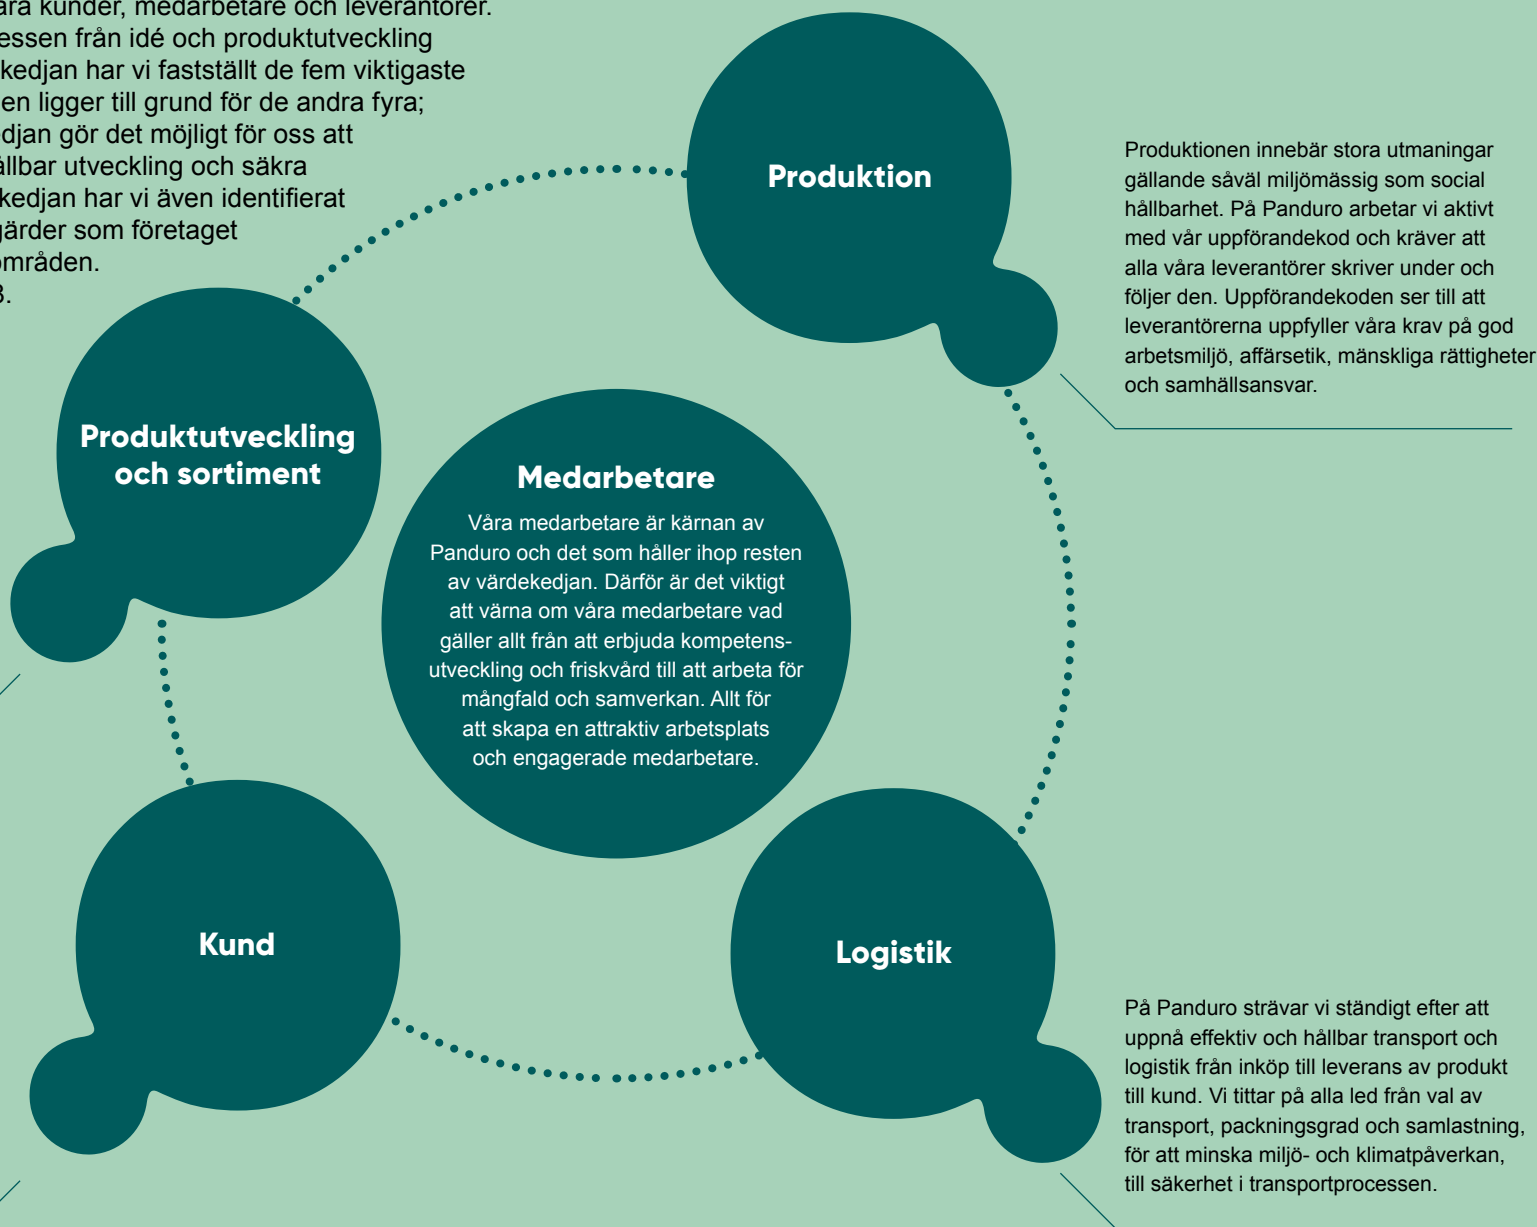 kunder, medarbetare och leverantörer.
från idé och produktutveckling
har vi fastställt de fem viktigaste
ligger till grund för de andra fyra;
gör det möjligt för oss att
utveckling och säkra
har vi även identifierat
som företaget
Produktion
Produktionen innebär stora utmaningar
gällande såväl miljömässig som social
hållbarhet. På Panduro arbetar vi aktivt
med vår uppförandekod och kräver att
alla våra leverantörer skriver under och
följer den. Uppförandekoden ser till att
leverantörerna uppfyller våra krav på god
arbetsmiljö, affärsetik, mänskliga rättigheter
och samhällsansvar.
Produktutveckling
och sortiment
Medarbetare
Våra medarbetare är kärnan av
Panduro och det som håller ihop resten
av värdekedjan. Därför är det viktigt
att värna om våra medarbetare vad
gäller allt från att erbjuda kompetens-
utveckling och friskvård till att arbeta för
mångfald och samverkan. Allt för
att skapa en attraktiv arbetsplats
och engagerade medarbetare.
Kund
Logistik
På Panduro strävar vi ständigt efter att
uppnå effektiv och hållbar transport och
logistik från inköp till leverans av produkt
till kund. Vi tittar på alla led från val av
transport, packningsgrad och samlastning,
för att minska miljö- och klimatpåverkan,
till säkerhet i transportprocessen.